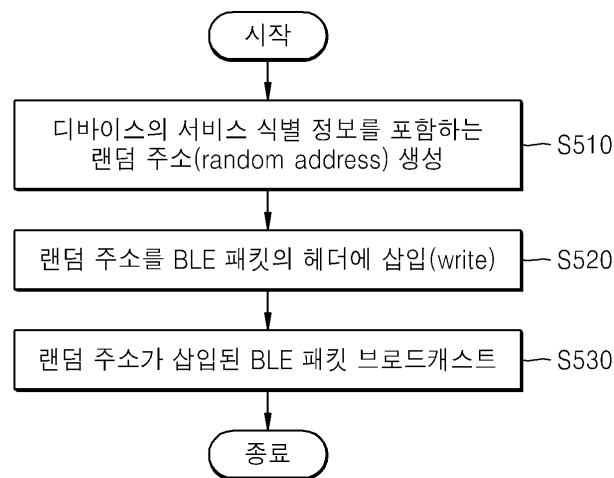 시작
디바이스의 서비스 식별 정보를 포함하는
랜덤 주소(random address) 생성
S510
랜덤 주소를 BLE 패킷의 헤더에 삽입(write)
S520
랜덤 주소가 삽입된 BLE 패킷 브로드캐스트
S530
종료